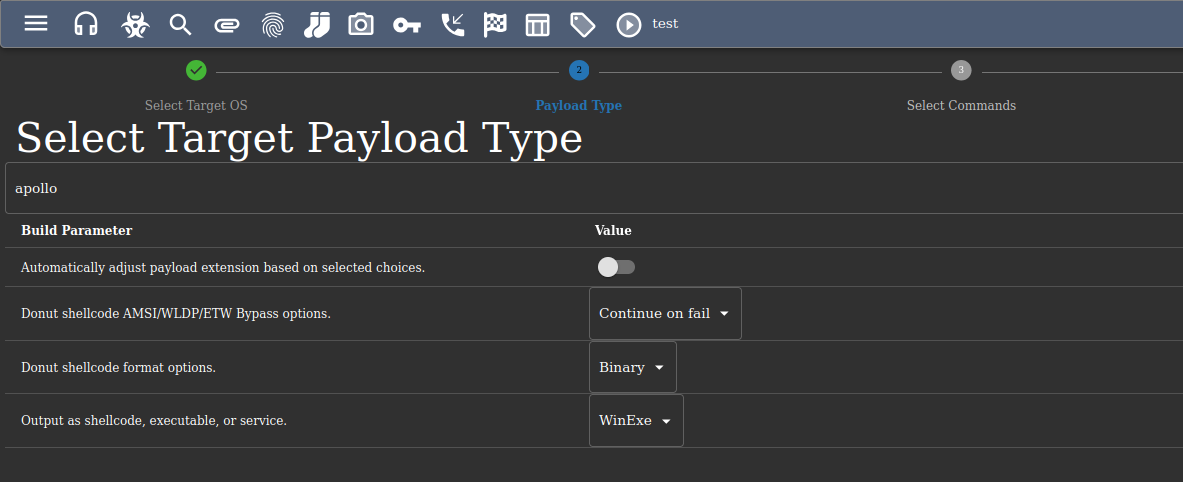 test
2 3
Select Target OS Payload Type Select Commands
Select Target Payload Type
apollo
Build Parameter Value
Automatically adjust payload extension based on selected choices.
Donut shellcode AMSI/WLDP/ETW Bypass options. Continue on fail
Donut shellcode format options. Binary
Output as shellcode, executable, or service. WinExe